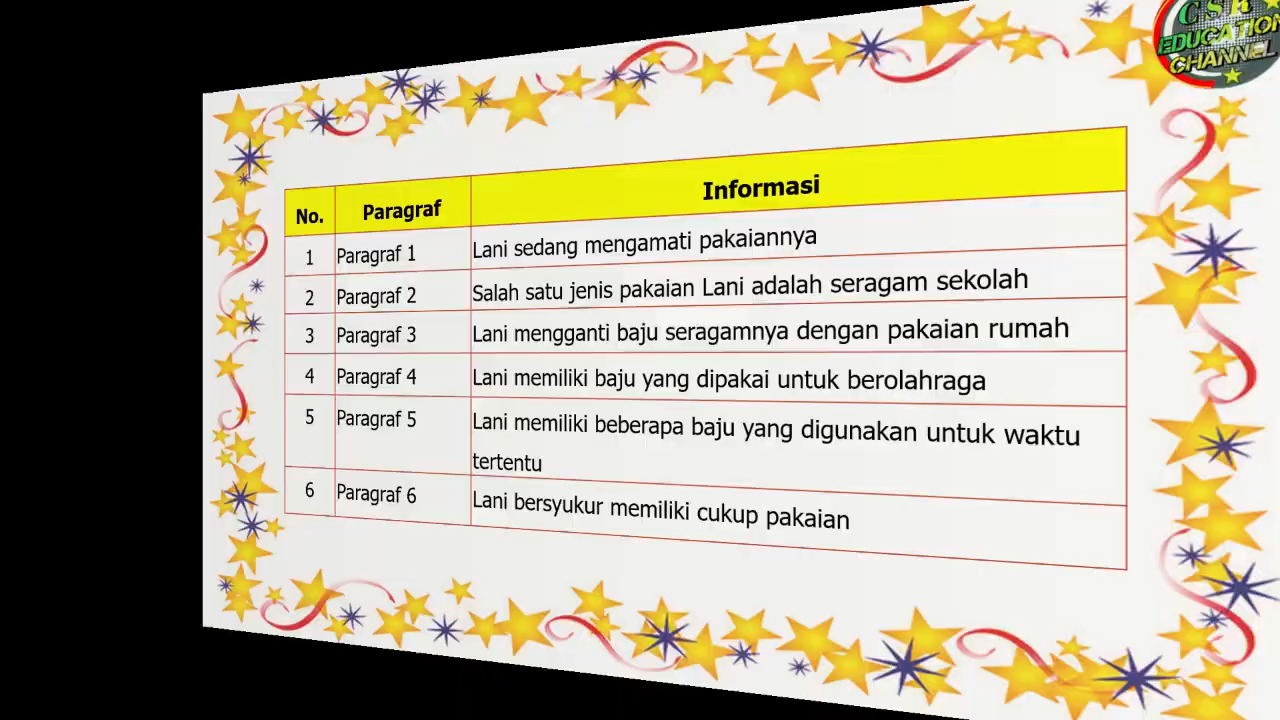 CSR
EDUCATION
CHANNEL
No. Paragraf Informasi
1 Paragraf 1 Lani sedang mengamati pakaiannya
2 Paragraf 2 Salah satu jenis pakaian Lani adalah seragam sekolah
3 Paragraf 3 Lani mengganti baju seragamnya dengan pakaian rumah
4 Paragraf 4 Lani memiliki baju yang dipakai untuk berolahraga
5 Paragraf 5 Lani memiliki beberapa baju yang digunakan untuk waktu
tertentu
6 Paragraf 6 Lani bersyukur memiliki cukup pakaian